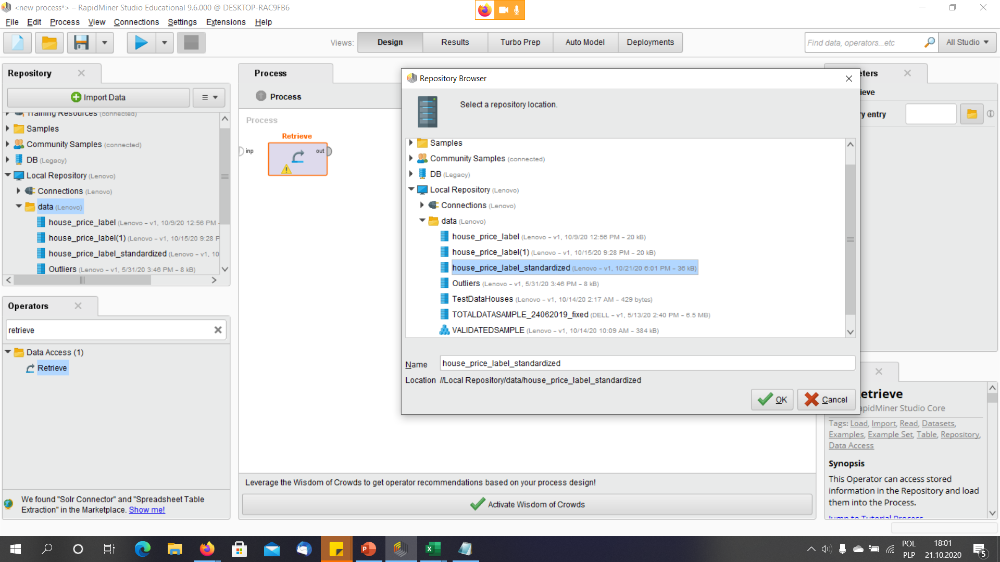 <new process*> – RapidMiner Studio Educational 9.6.000 @ DESKTOP-RAC9FB6
File Edit Process View Connections Settings Extensions Help
Views: Design Results Turbo Prep Auto Model Deployments
Find data, operators...etc
All Studio
Repository
Import Data
Training Resources (connected)
Samples
Community Samples (connected)
DB (Legacy)
Local Repository (Lenovo)
Connections (Lenovo)
data (Lenovo)
house_price_label (Lenovo – v1, 10/9/20 12:56 PM -
house_price_label(1) (Lenovo – v1, 10/15/20 9:28 P
house_price_label_standardized (Lenovo – v1, 10
Outliers (Lenovo – v1, 5/31/20 3:46 PM – 8 kB)
Operators
retrieve
Data Access (1)
Retrieve
We found "Solr Connector" and "Spreadsheet Table
Extraction" in the Marketplace. Show me!
Process
Process
Process
Retrieve
inp
out
Leverage the Wisdom of Crowds to get operator recommendations based on your process design!
Activate Wisdom of Crowds
Repository Browser
Select a repository location.
Samples
Community Samples (connected)
DB (Legacy)
Local Repository (Lenovo)
Connections (Lenovo)
data (Lenovo)
house_price_label (Lenovo – v1, 10/9/20 12:56 PM – 20 kB)
house_price_label(1) (Lenovo – v1, 10/15/20 9:28 PM – 20 kB)
house_price_label_standardized (Lenovo – v1, 10/21/20 6:01 PM – 36 kB)
Outliers (Lenovo – v1, 5/31/20 3:46 PM – 8 kB)
TestDataHouses (Lenovo – v1, 10/14/20 2:17 AM – 429 bytes)
TOTALDATASAMPLE_24062019_fixed (DELL – v1, 5/13/20 2:40 PM – 6.5 MB)
VALIDATEDSAMPLE (Lenovo – v1, 10/14/20 10:09 AM – 384 kB)
Name house_price_label_standardized
Location //Local Repository/data/house_price_label_standardized
OK
Cancel
eters
ieve
ry entry
etrieve
apidMiner Studio Core
Tags: Load, Import, Read, Datasets,
Examples, Example Set, Table, Repository,
Data Access
Synopsis
This Operator can access stored
information in the Repository and load
them into the Process.
Jump to Tutorial Process
POL
PLP
18:01
21.10.2020
5